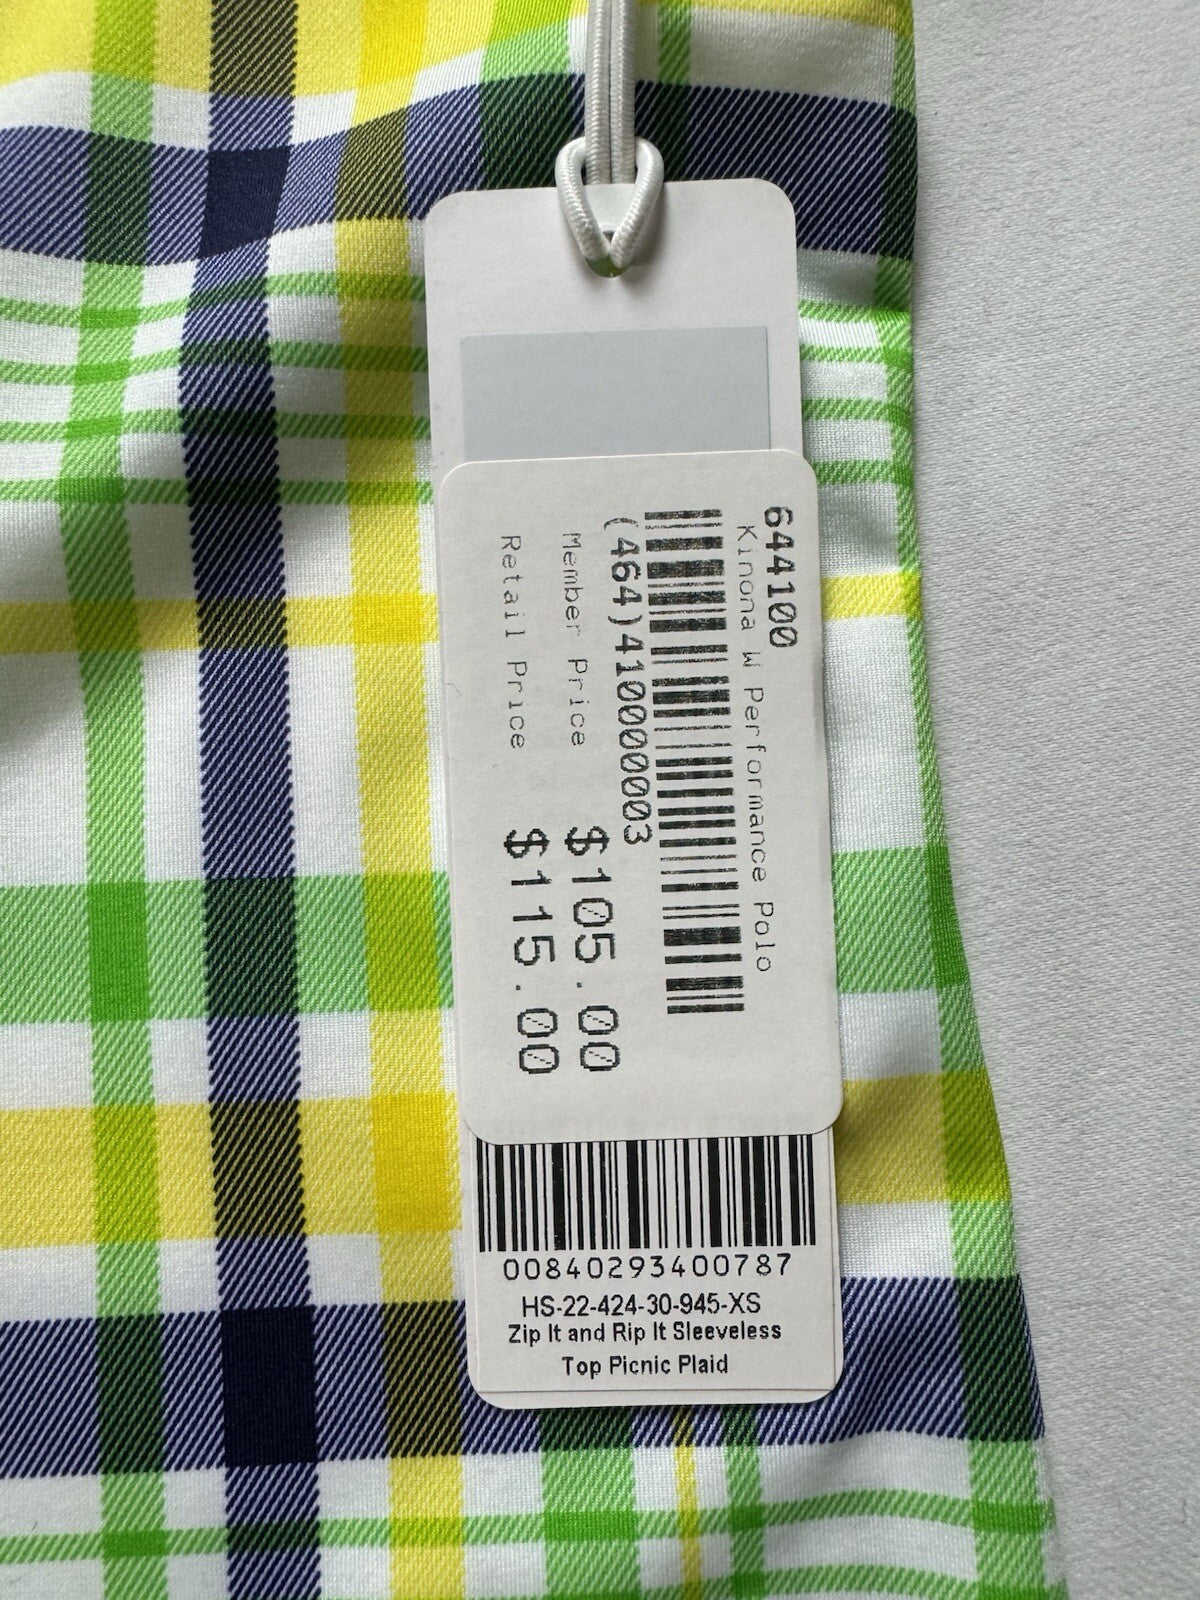 644100
Kinona W Performance Polo
(464)410000003
Member Price $105.00
Retail Price $115.00
00840293400787
HS-22-424-30-945-XS
Zip It and Rip It Sleeveless
Top Picnic Plaid